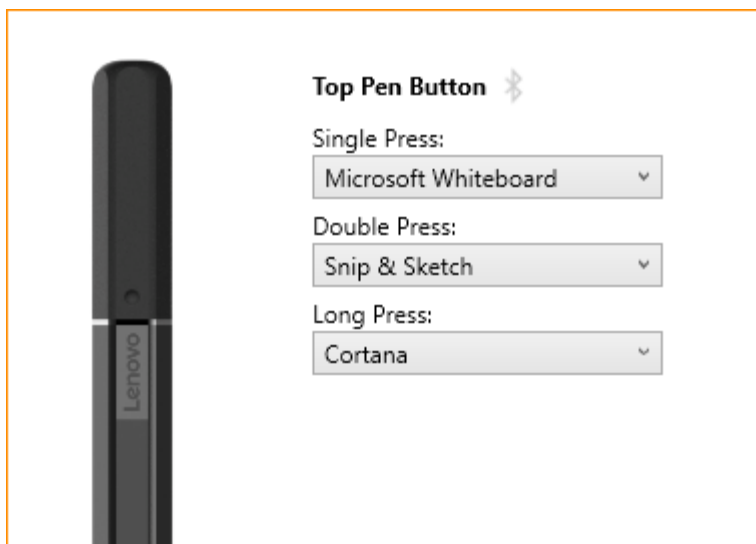 Top Pen Button
Single Press:
Microsoft Whiteboard
Double Press:
Snip & Sketch
Long Press:
Cortana
Lenovo